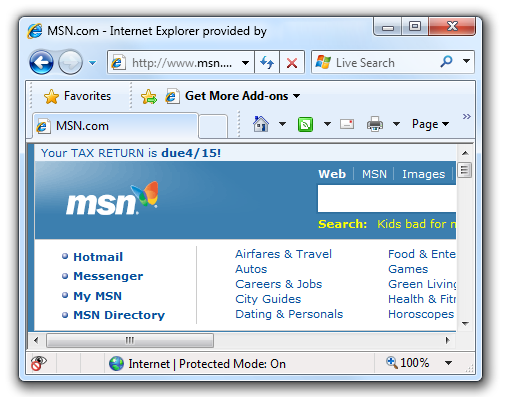 MSN.com - Internet Explorer provided by
http://www.msn....
Live Search
Favorites
Get More Add-ons
MSN.com
Page
Your TAX RETURN is due4/15!
Web | MSN | Images
msn
Search: Kids bad for m
Hotmail
Messenger
My MSN
MSN Directory
Airfares & Travel
Autos
Careers & Jobs
City Guides
Dating & Personals
Food & Ente
Games
Green Living
Health & Fitn
Horoscopes
Internet | Protected Mode: On
100%